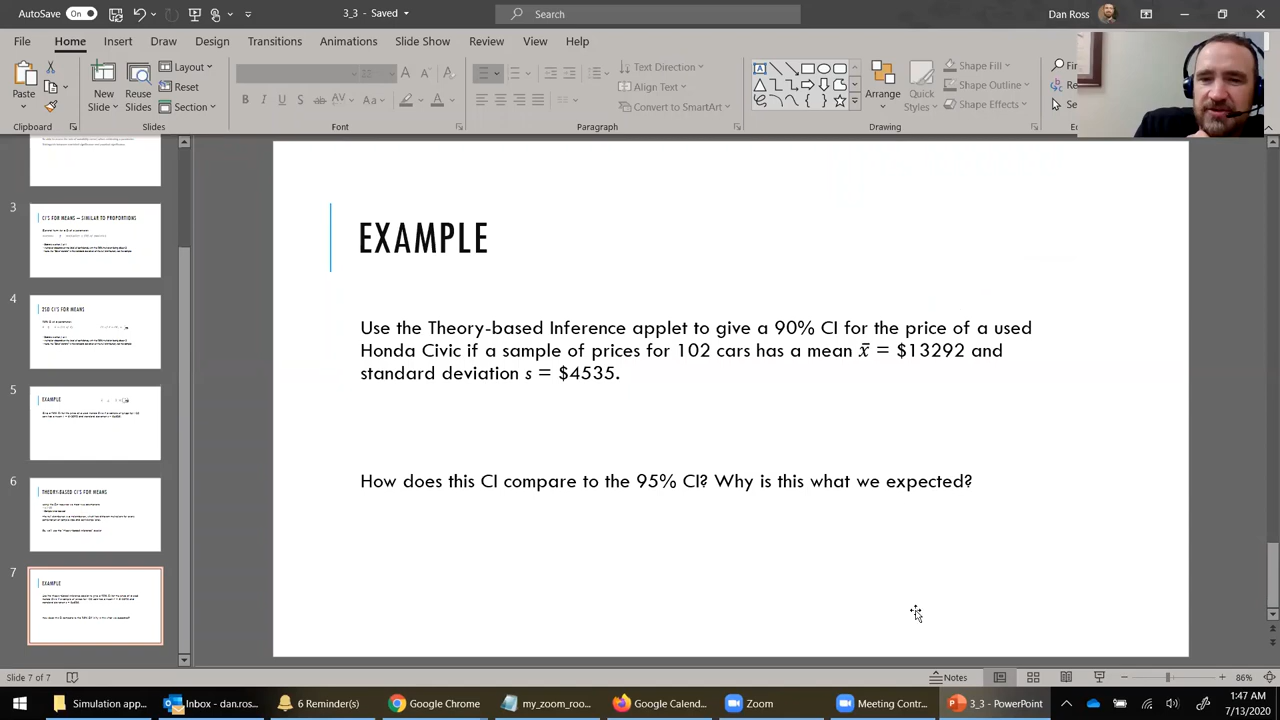 AutoSave On 3_3 - Saved Search Dan Ross
File Home Insert Draw Design Transitions Animations Slide Show Review View Help
Paste
New Slide
Reuse Slides
Layout
Reset
Section
B I U S
Text Direction
Align Text
Convert to SmartArt
Arrange
Quick Styles
Shape Fill
Shape Outline
Shape Effects
Clipboard Slides Font Paragraph Drawing
3
CI'S FOR MEANS – SIMILAR TO PROPORTIONS
4
2SD CI'S FOR MEANS
5
EXAMPLE
6
THEORY-BASED CI'S FOR MEANS
7
EXAMPLE
EXAMPLE
Use the Theory-based Inference applet to give a 90% CI for the price of a used
Honda Civic if a sample of prices for 102 cars has a mean x̄ = $13292 and
standard deviation s = $4535.
How does this CI compare to the 95% CI? Why is this what we expected?
Slide 7 of 7 Notes 86%
Simulation app... Inbox - dan.ros... 6 Reminder(s) Google Chrome my_zoom_roo... Google Calend... Zoom Meeting Contr... 3_3 - PowerPoint 1:47 AM
7/13/2020